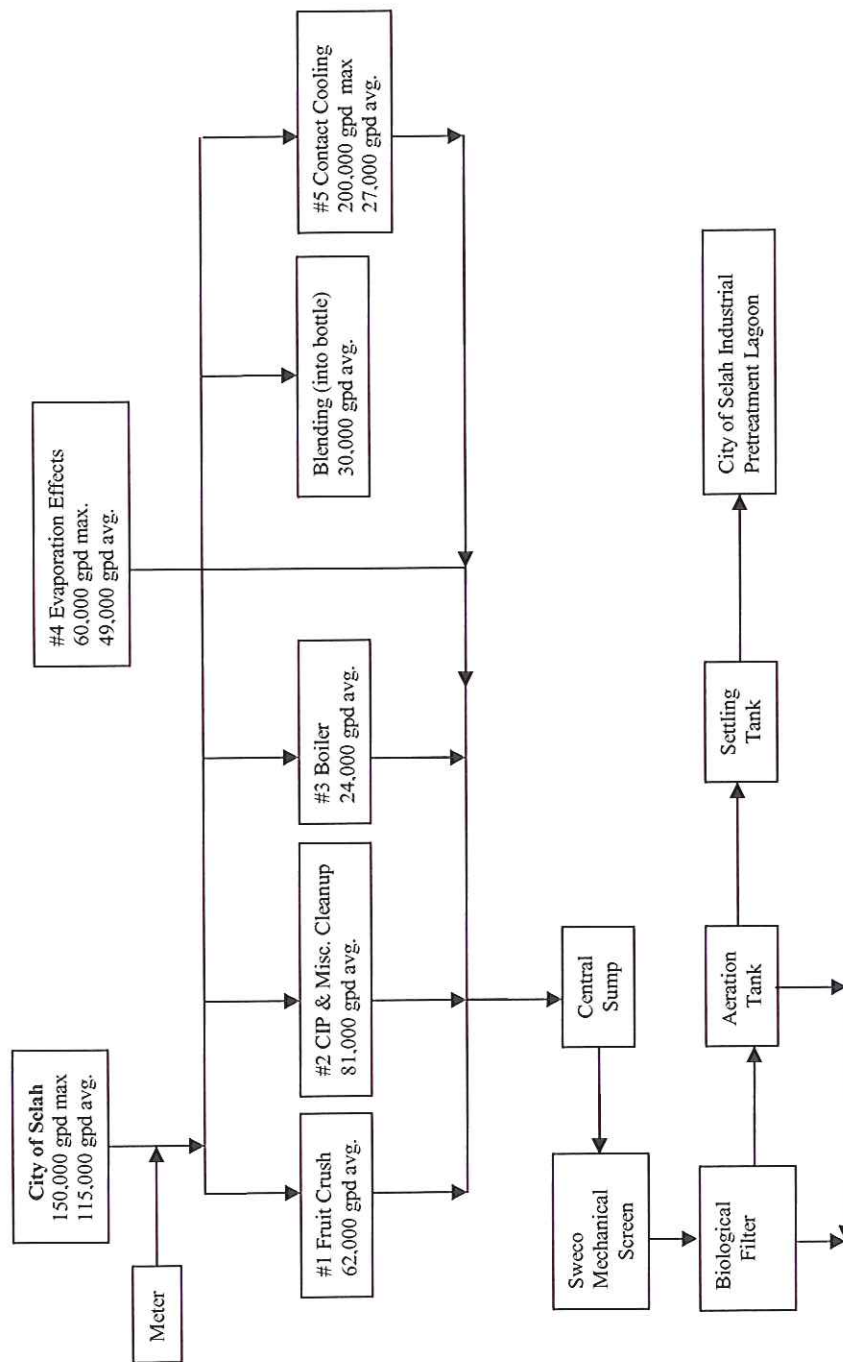 Meter
City of Selah
150,000 gpd max
115,000 gpd avg.
#4 Evaporation Effects
60,000 gpd max.
49,000 gpd avg.
#1 Fruit Crush
62,000 gpd avg.
#2 CIP & Misc. Cleanup
81,000 gpd avg.
#3 Boiler
24,000 gpd avg.
Blending (into bottle)
30,000 gpd avg.
#5 Contact Cooling
200,000 gpd max
27,000 gpd avg.
Sweco
Mechanical
Screen
Central
Sump
Biological
Filter
Aeration
Tank
Settling
Tank
City of Selah Industrial
Pretreatment Lagoon